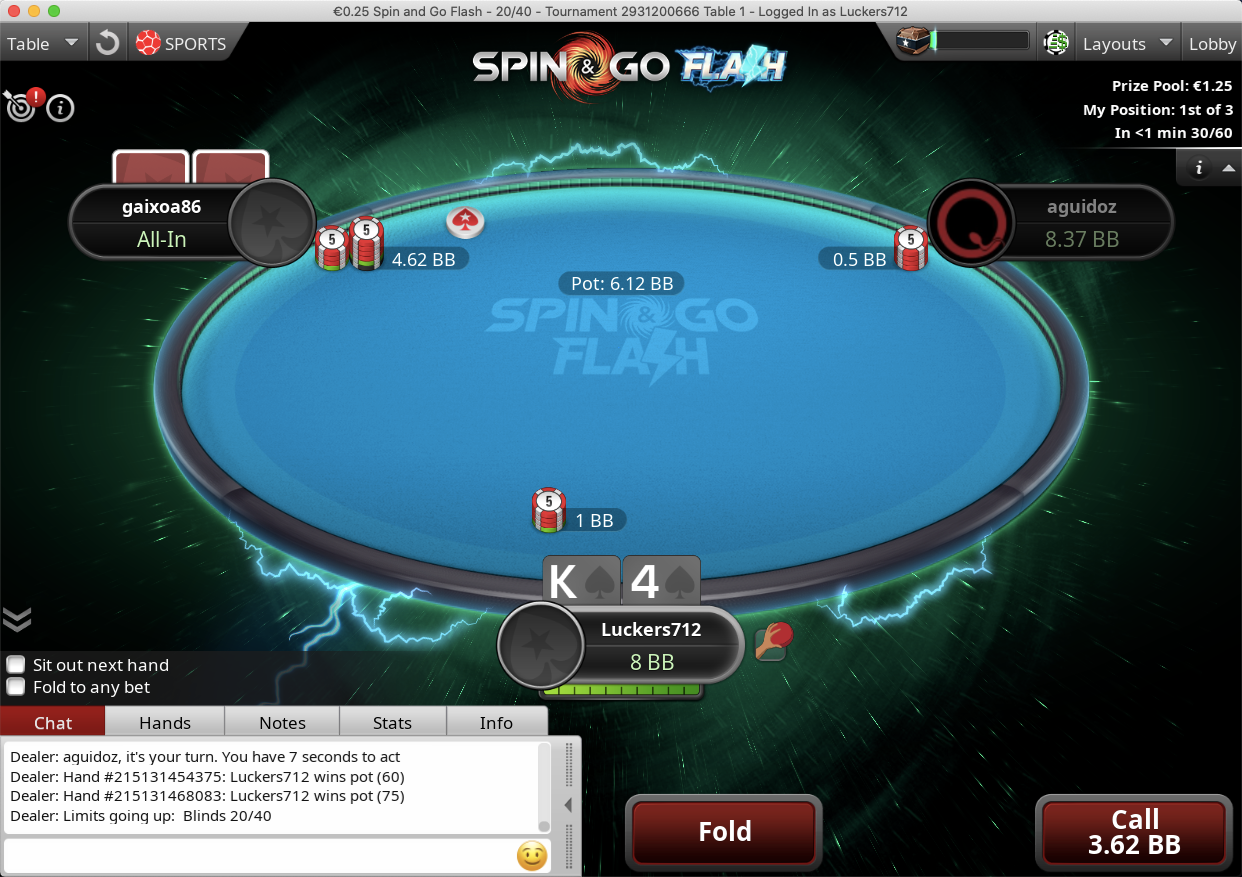 €0.25 Spin and Go Flash - 20/40 - Tournament 2931200666 Table 1 - Logged In as Luckers712
Table
SPORTS
SPIN & GO FLASH
Layouts
Lobby
Prize Pool: €1.25
My Position: 1st of 3
In <1 min 30/60
gaixoa86
All-In
aguidoz
8.37 BB
5
5
4.62 BB
0.5 BB
5
Pot: 6.12 BB
SPIN & GO
FLASH
5
1 BB
K
4
Luckers712
8 BB
Sit out next hand
Fold to any bet
Chat
Hands
Notes
Stats
Info
Dealer: aguidoz, it's your turn. You have 7 seconds to act
Dealer: Hand #215131454375: Luckers712 wins pot (60)
Dealer: Hand #215131468083: Luckers712 wins pot (75)
Dealer: Limits going up:  Blinds 20/40
Fold
Call
3.62 BB